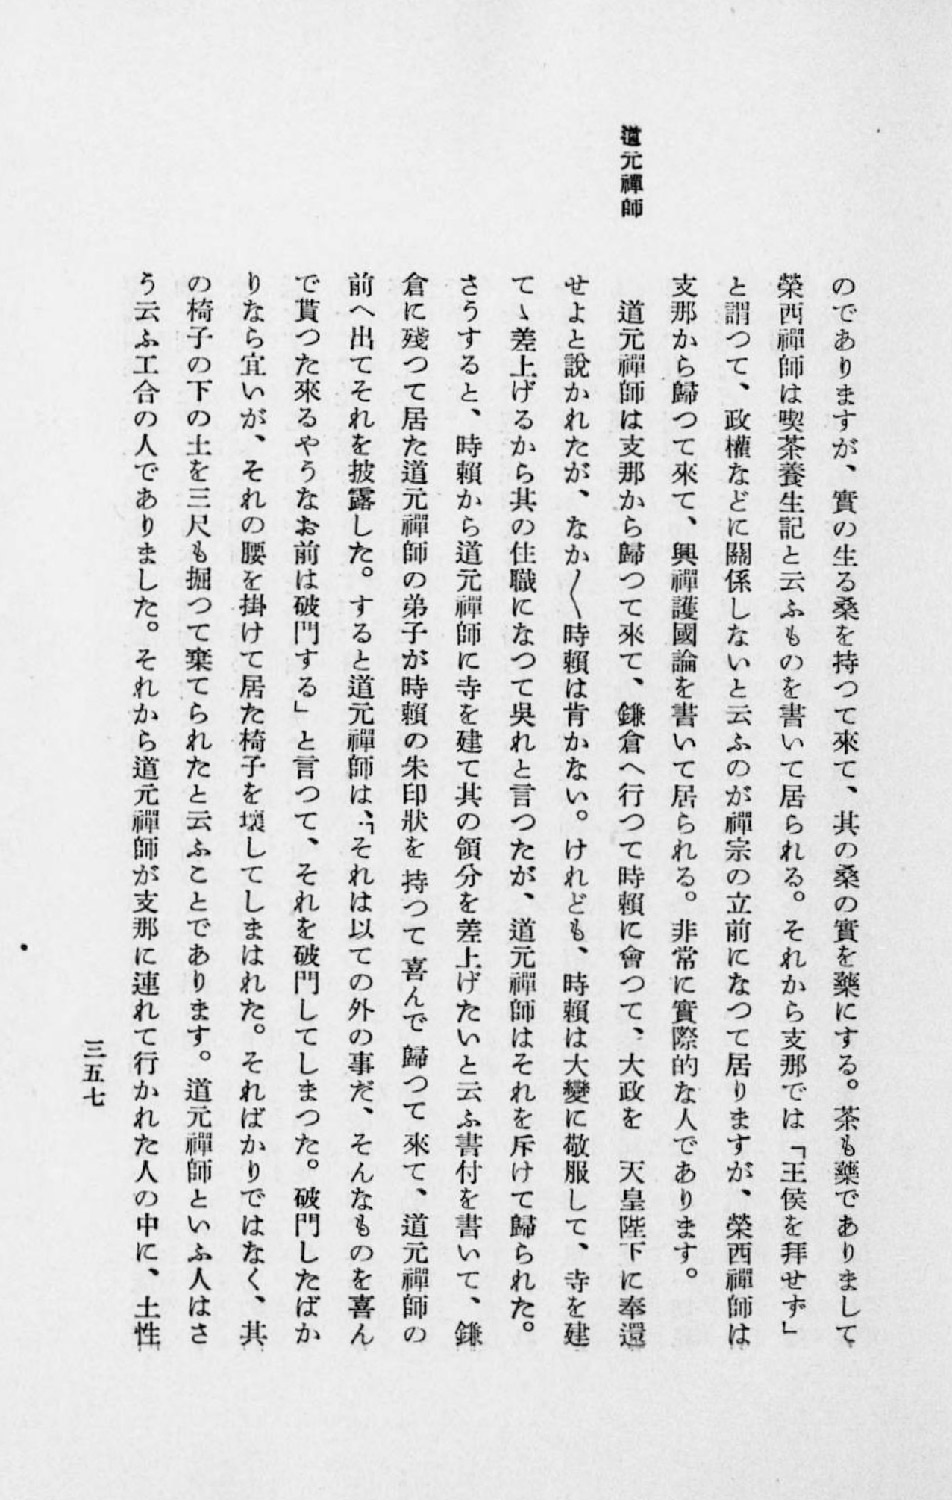 のでありますが、實の生る桑を持つて來て、其の桑の實を藥にする。茶も藥でありまして
榮西禪師は喫茶養生記と云ふものを書いて居られる。それから支那では「王侯を拜せず」
と謂つて、政權などに關係しないと云ふのが禪宗の立前になつて居りますが、榮西禪師は
支那から歸つて來て、興禪護國論を書いて居られる。非常に實際的な人であります。
道元禪師
道元禪師は支那から歸つて來て、鎌倉へ行つて時賴に會つて、大政を　天皇陛下に奉還
せよと說かれたが、なか〱時賴は肯かない。けれども、時賴は大變に敬服して、寺を建
てゝ差上げるから其の住職になつて吳れと言つたが、道元禪師はそれを斥けて歸られた。
さうすると、時賴から道元禪師に寺を建て其の領分を差上げたいと云ふ書付を書いて、鎌
倉に殘つて居た道元禪師の弟子が時賴の朱印狀を持つて喜んで歸つて來て、道元禪師の
前へ出てそれを披露した。すると道元禪師は、「それは以ての外の事だ、そんなものを喜ん
で貰つた來るやうなお前は破門する」と言つて、それを破門してしまつた。破門したばか
りなら宜いが、それの腰を掛けて居た椅子を壞してしまはれた。そればかりではなく、其
の椅子の下の土を三尺も掘つて棄てられたと云ふことであります。道元禪師といふ人はさ
う云ふ工合の人でありました。それから道元禪師が支那に連れて行かれた人の中に、土性
三五七